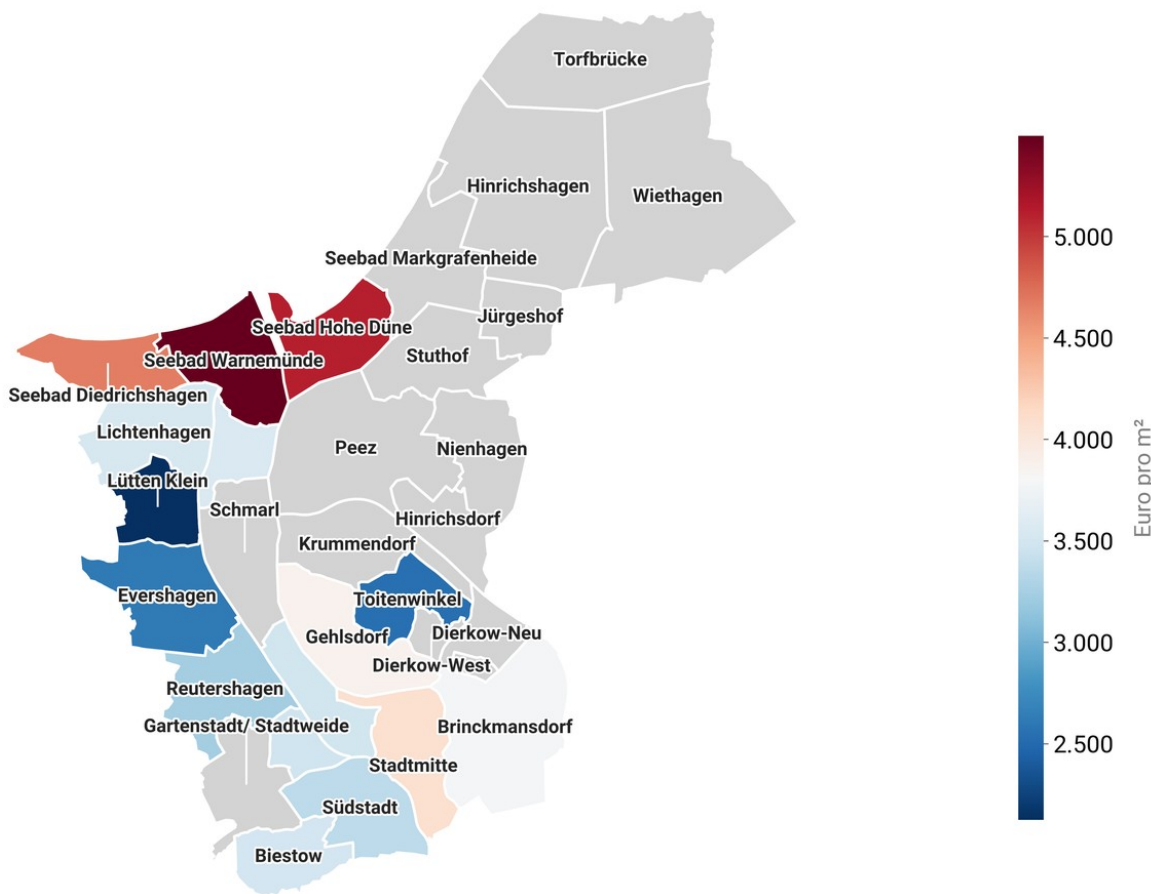 Torfbrücke
Hinrichshagen
Wiethagen
Seebad Markgrafenheide
Jürgeshof
Seebad Hohe Düne
Stuthof
Seebad Warnemünde
Seebad Diedrichshagen
Lichtenhagen
Peez
Nienhagen
Lütten Klein
Schmarl
Hinrichsdorf
Krummendorf
Evershagen
Toitenwinkel
Gehlsdorf
Dierkow-Neu
Dierkow-West
Reutershagen
Gartenstadt/ Stadtweide
Brinckmansdorf
Stadtmitte
Südstadt
Biestow
5.000
4.500
4.000
3.500
3.000
2.500
Euro pro m²